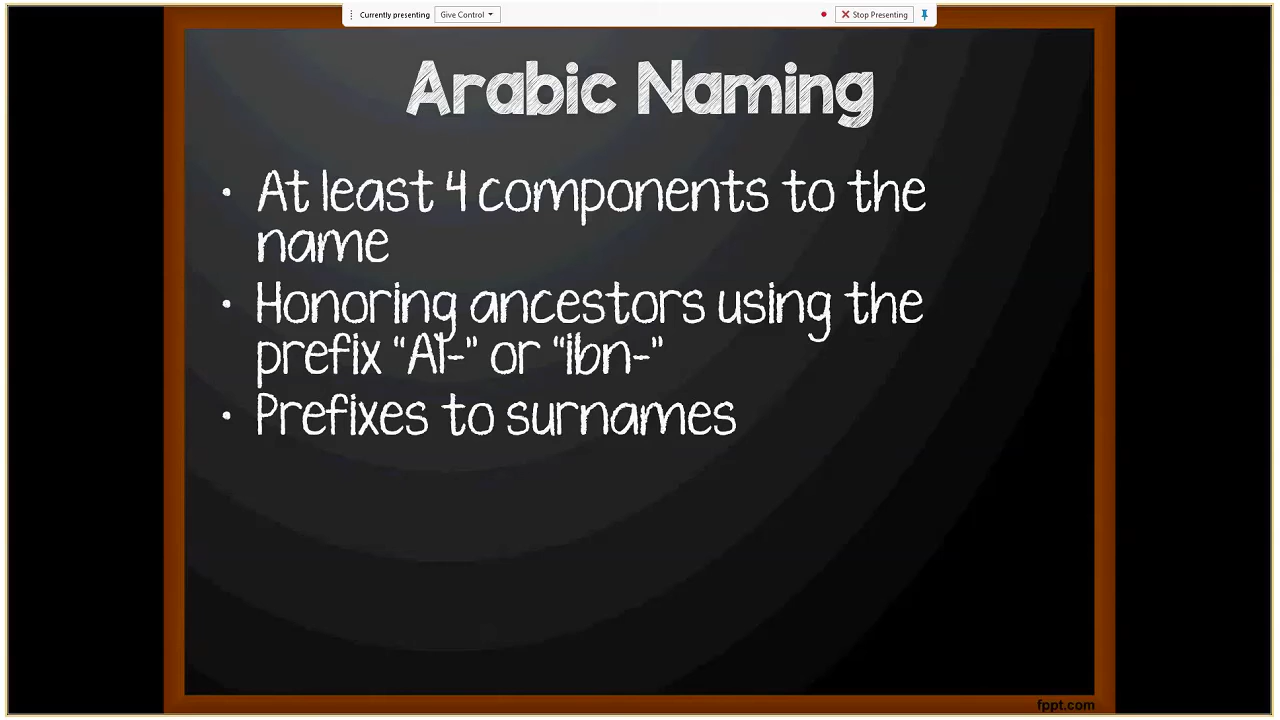 Currently presenting Give Control Stop Presenting
Arabic Naming
• At least 4 components to the
name
• Honoring ancestors using the
prefix “Al-” or “ibn-”
• Prefixes to surnames
fppt.com